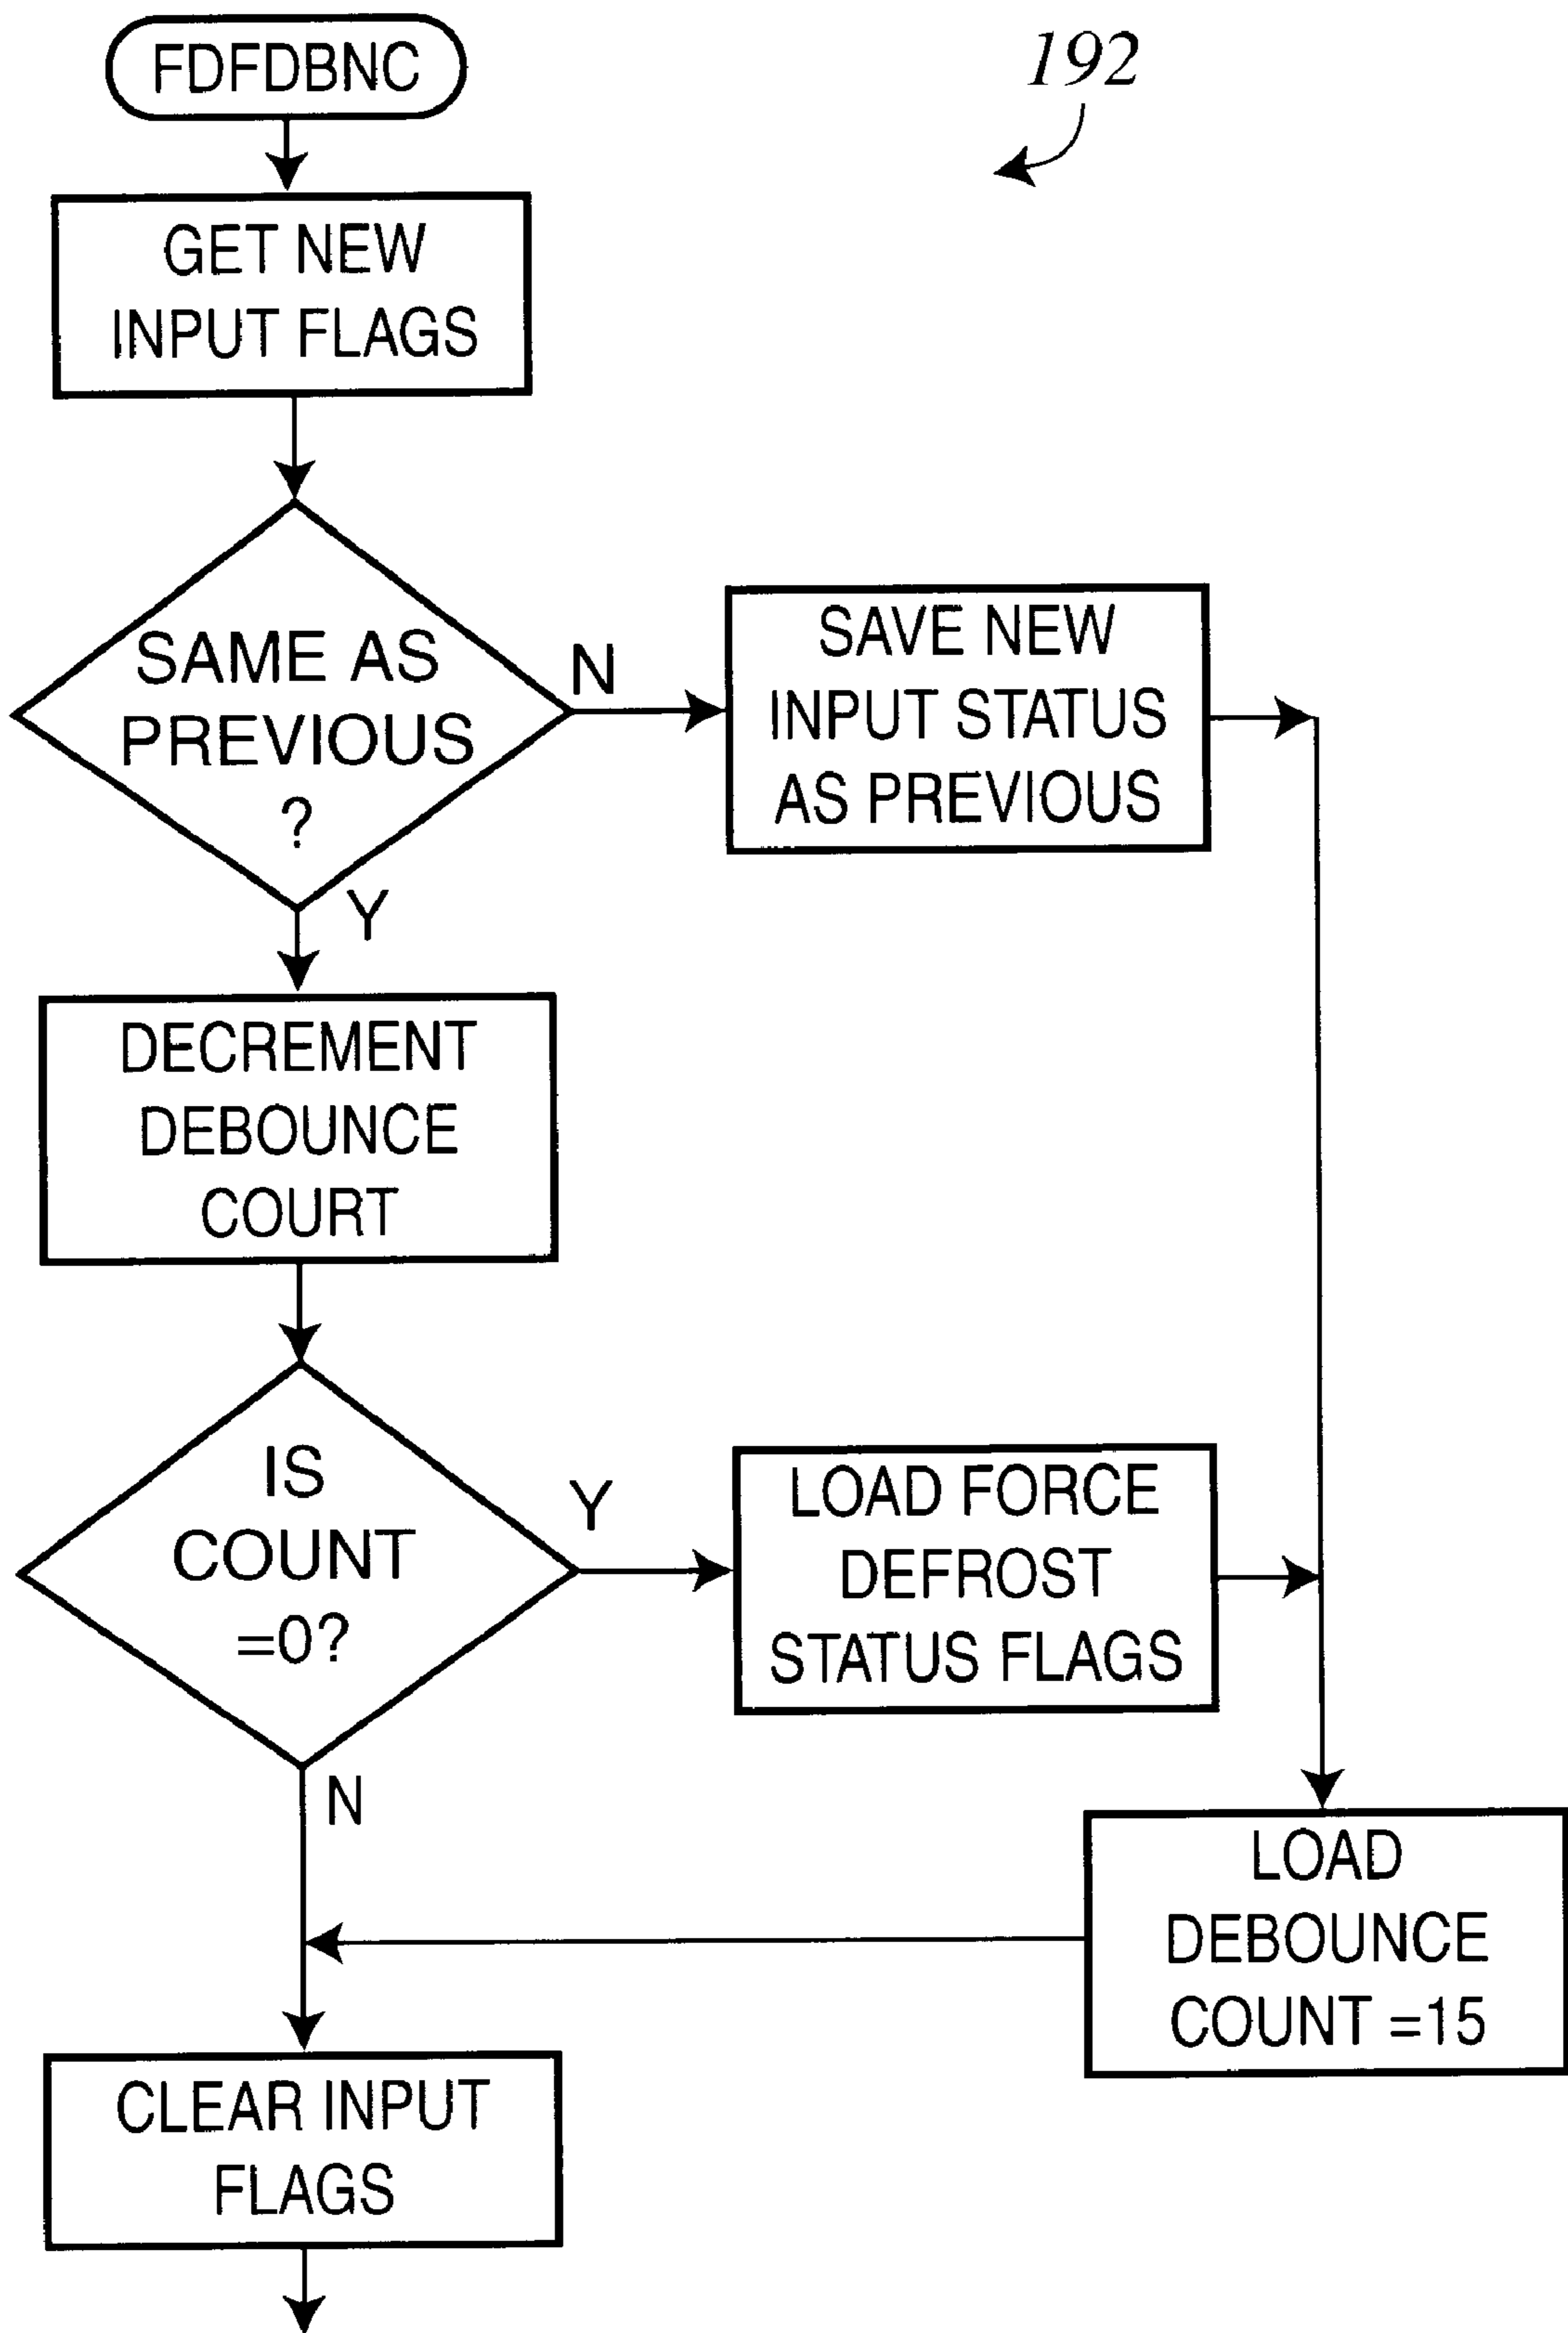 FDFDBNC
192
GET NEW
INPUT FLAGS
SAME AS
PREVIOUS
?
N
SAVE NEW
INPUT STATUS
AS PREVIOUS
Y
DECREMENT
DEBOUNCE
COURT
IS
COUNT
=0?
Y
LOAD FORCE
DEFROST
STATUS FLAGS
N
LOAD
DEBOUNCE
COUNT =15
CLEAR INPUT
FLAGS